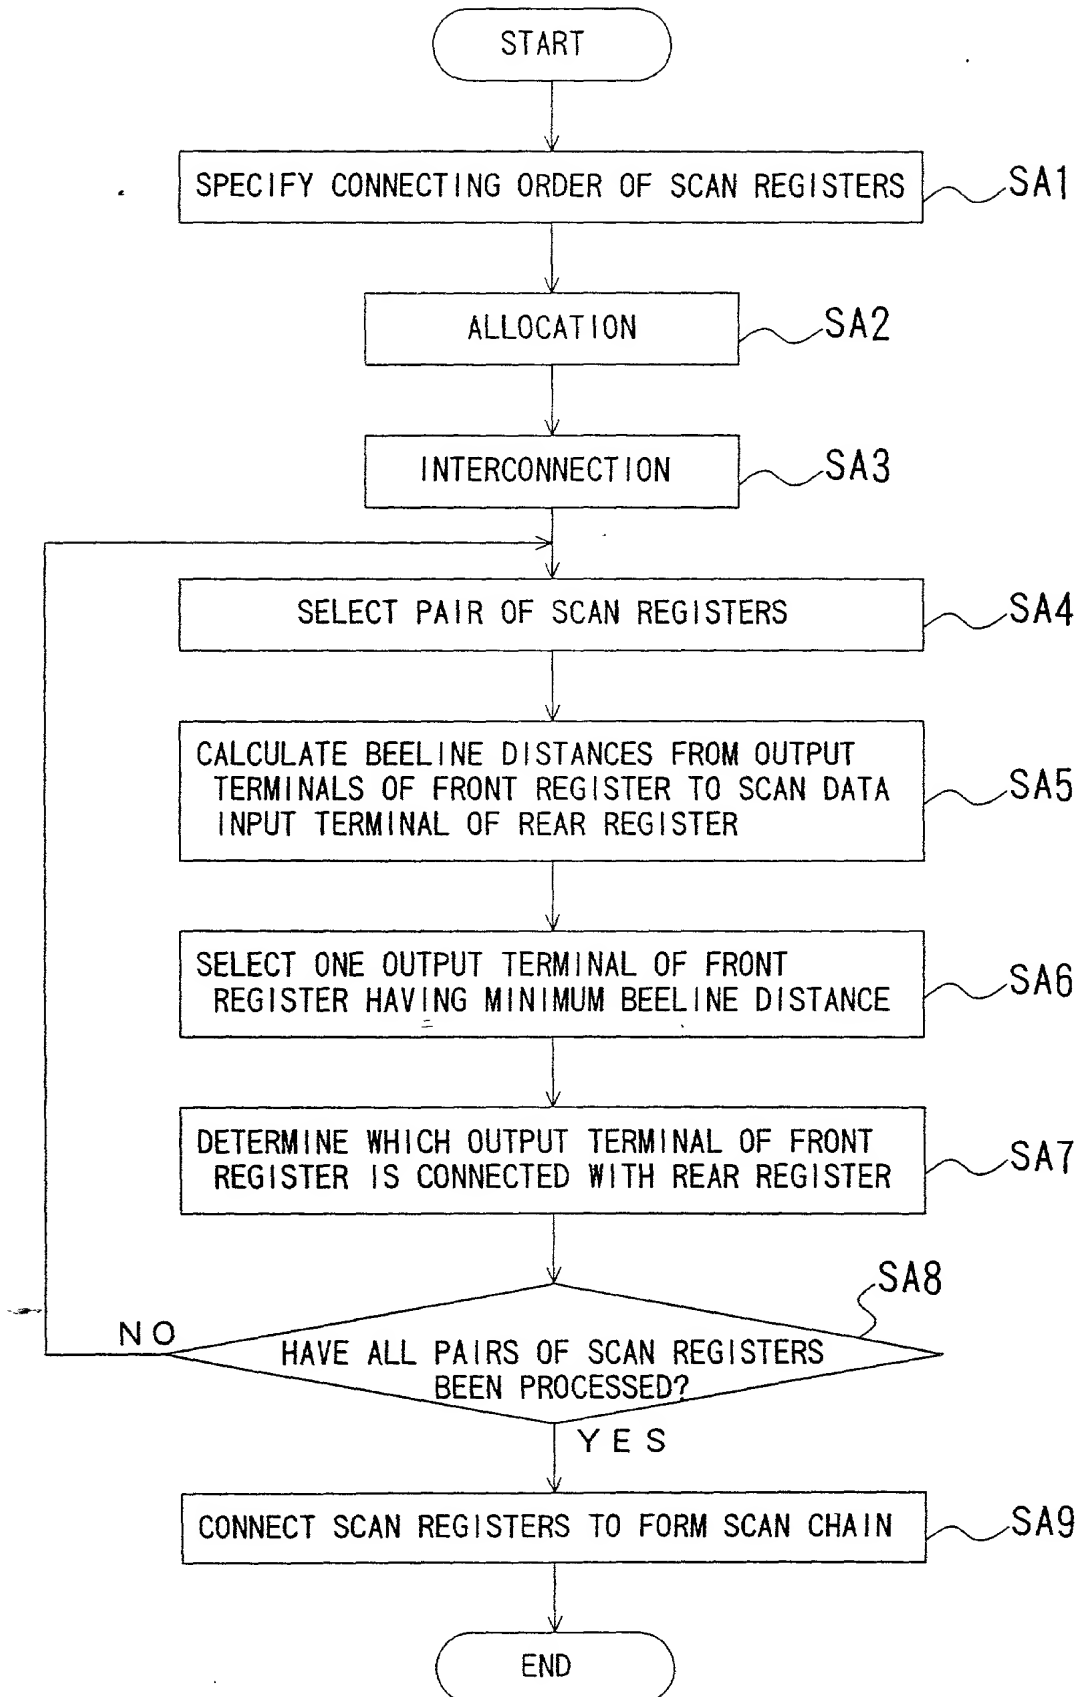 START
SPECIFY CONNECTING ORDER OF SCAN REGISTERS
SA1
ALLOCATION
SA2
INTERCONNECTION
SA3
SELECT PAIR OF SCAN REGISTERS
SA4
CALCULATE BEELINE DISTANCES FROM OUTPUT
TERMINALS OF FRONT REGISTER TO SCAN DATA
INPUT TERMINAL OF REAR REGISTER
SA5
SELECT ONE OUTPUT TERMINAL OF FRONT
REGISTER HAVING MINIMUM BEELINE DISTANCE
SA6
DETERMINE WHICH OUTPUT TERMINAL OF FRONT
REGISTER IS CONNECTED WITH REAR REGISTER
SA7
SA8
NO
HAVE ALL PAIRS OF SCAN REGISTERS
BEEN PROCESSED?
YES
CONNECT SCAN REGISTERS TO FORM SCAN CHAIN
SA9
END